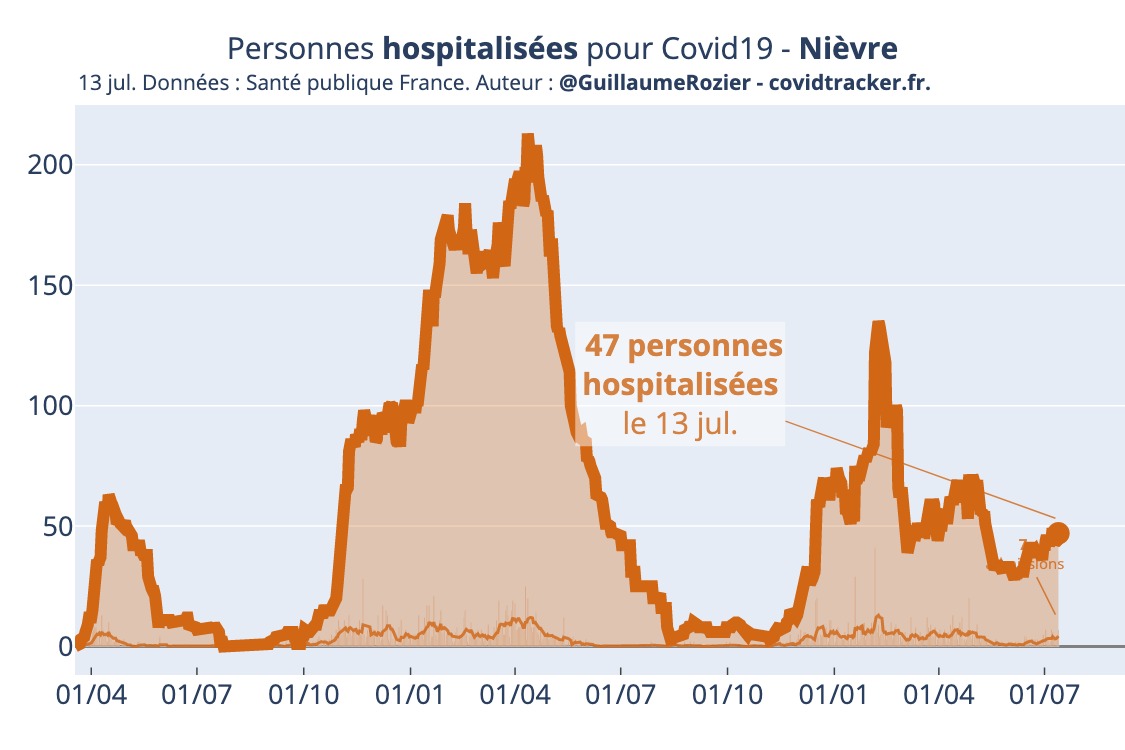 Personnes hospitalisées pour Covid19 - Nièvre
13 jul. Données : Santé publique France. Auteur : @GuillaumeRozier - covidtracker.fr.
200
150
100
50
0
47 personnes
hospitalisées
le 13 jul.
7
01/04 01/07 01/10 01/01 01/04 01/07 01/10 01/01 01/04 01/07